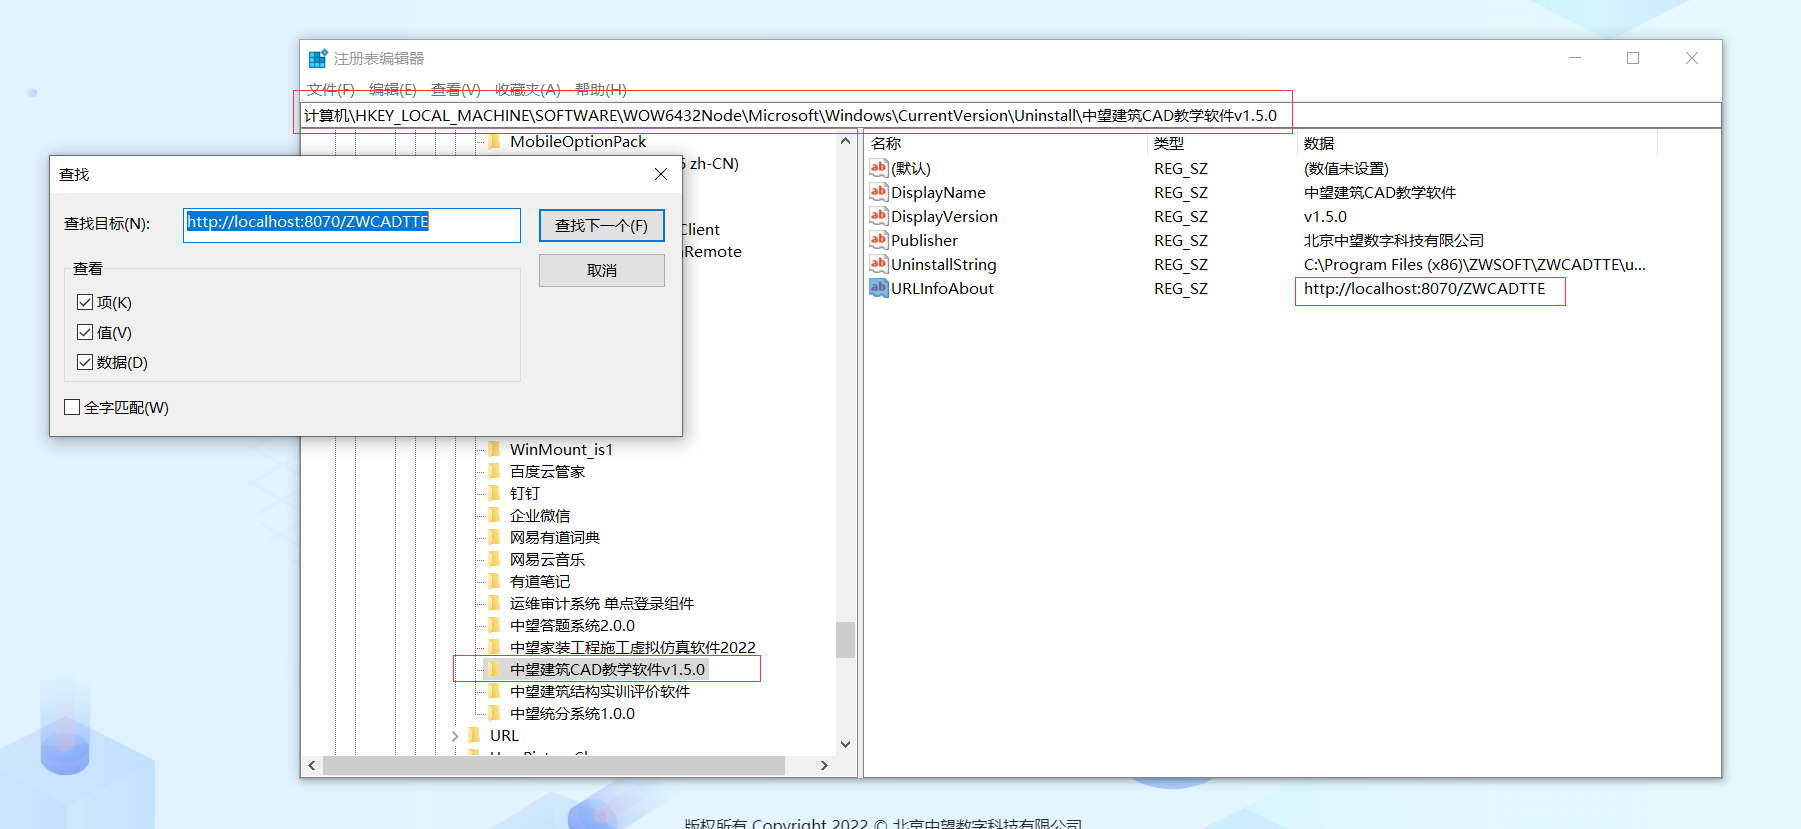 注册表编辑器
文件(F) 编辑(E) 查看(V) 收藏夹(A) 帮助(H)
计算机\HKEY_LOCAL_MACHINE\SOFTWARE\WOW6432Node\Microsoft\Windows\CurrentVersion\Uninstall\中望建筑CAD教学软件v1.5.0
MobileOptionPack
zh-CN)
Client
Remote
查找
查找目标(N):
http://localhost:8070/ZWCADTTE
查找下一个(F)
取消
查看
项(K)
值(V)
数据(D)
全字匹配(W)
WinMount_is1
百度云管家
钉钉
企业微信
网易有道词典
网易云音乐
有道笔记
运维审计系统 单点登录组件
中望答题系统2.0.0
中望家装工程施工虚拟仿真软件2022
中望建筑CAD教学软件v1.5.0
中望建筑结构实训评价软件
中望统分系统1.0.0
URL
名称 类型 数据
(默认) REG_SZ (数值未设置)
DisplayName REG_SZ 中望建筑CAD教学软件
DisplayVersion REG_SZ v1.5.0
Publisher REG_SZ 北京中望数字科技有限公司
UninstallString REG_SZ C:\Program Files (x86)\ZWSOFT\ZWCADTTE\u...
URLInfoAbout REG_SZ http://localhost:8070/ZWCADTTE
版权所有 Copyright 2022 © 北京中望数字科技有限公司